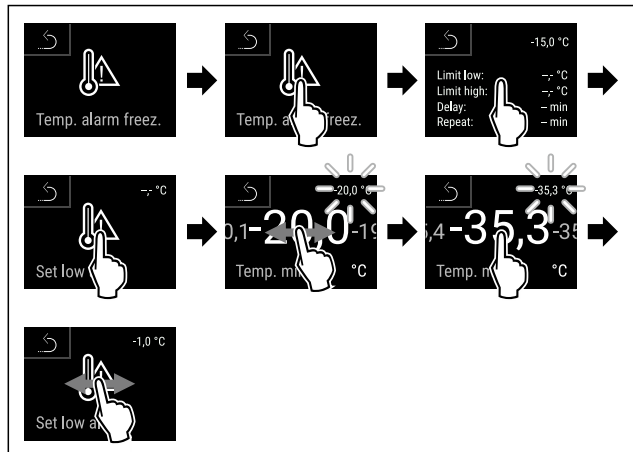 Temp. alarm freez.
Temp. a freez.
-15,0 °C
Limit low: –,- °C
Limit high: –,- °C
Delay: – min
Repeat: – min
–,- °C
Set low
-20,0 °C
0,1 -20,0 -19
Temp. m °C
-35,3 °C
5,4 -35,3 -35
Temp. m °C
-1,0 °C
Set low a